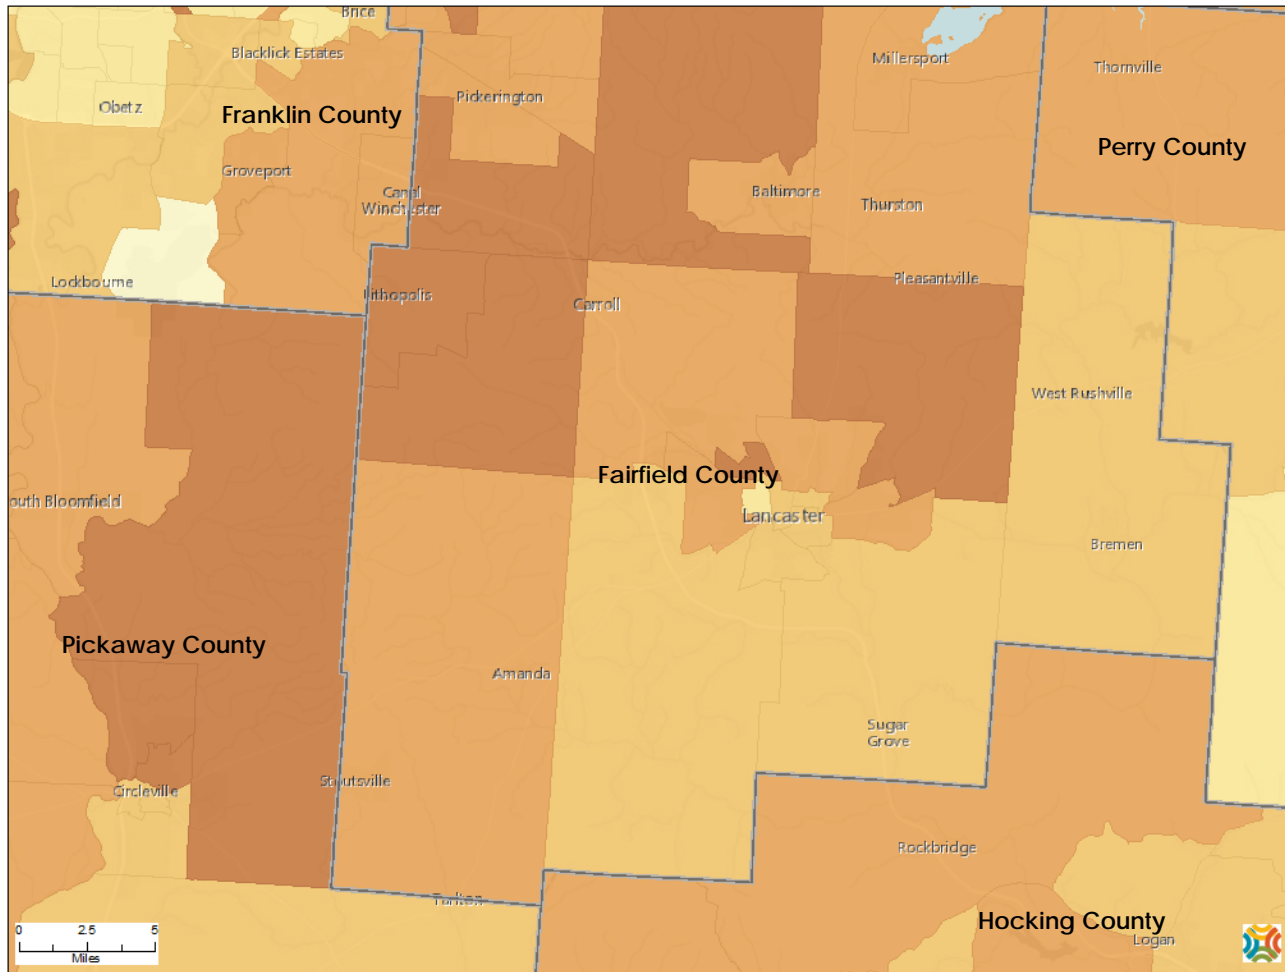 Brice
Blacklick Estates
Millersport
Thornville
Pickerington
Obetz
Franklin County
Perry County
Groveport
Canal
Winchester
Baltimore
Thurston
Lockbourne
Lithopolis
Pleasantville
Carroll
West Rushville
Fairfield County
outh Bloomfield
Lancaster
Bremen
Pickaway County
Amanda
Sugar
Grove
Stoutsville
Circleville
Rockbridge
Tarlton
Hocking County
Logan
0 2.5 5
Miles